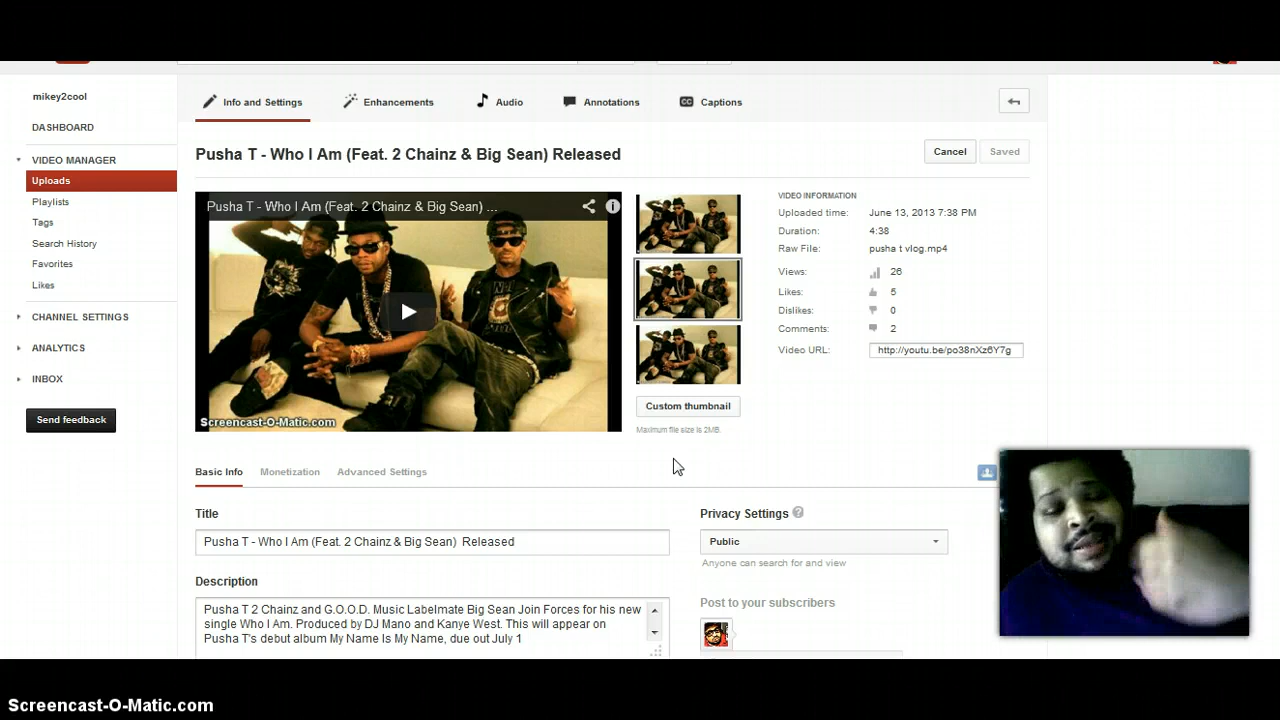 mikey2cool
DASHBOARD
VIDEO MANAGER
Uploads
Playlists
Tags
Search History
Favorites
Likes
CHANNEL SETTINGS
ANALYTICS
INBOX
Send feedback
Info and Settings
Enhancements
Audio
Annotations
CC Captions
Pusha T - Who I Am (Feat. 2 Chainz & Big Sean) Released
Cancel
Saved
Pusha T - Who I Am (Feat. 2 Chainz & Big Sean) ...
Screencast-O-Matic.com
Custom thumbnail
Maximum file size is 2MB.
VIDEO INFORMATION
Uploaded time: June 13, 2013 7:38 PM
Duration: 4:38
Raw File: pusha t vlog.mp4
Views: 26
Likes: 5
Dislikes: 0
Comments: 2
Video URL: http://youtu.be/po38nXz6Y7g
Basic Info
Monetization
Advanced Settings
Title
Pusha T - Who I Am (Feat. 2 Chainz & Big Sean) Released
Description
Pusha T 2 Chainz and G.O.O.D. Music Labelmate Big Sean Join Forces for his new
single Who I Am. Produced by DJ Mano and Kanye West. This will appear on
Pusha T's debut album My Name Is My Name, due out July 1
Privacy Settings ?
Public
Anyone can search for and view
Post to your subscribers
Screencast-O-Matic.com